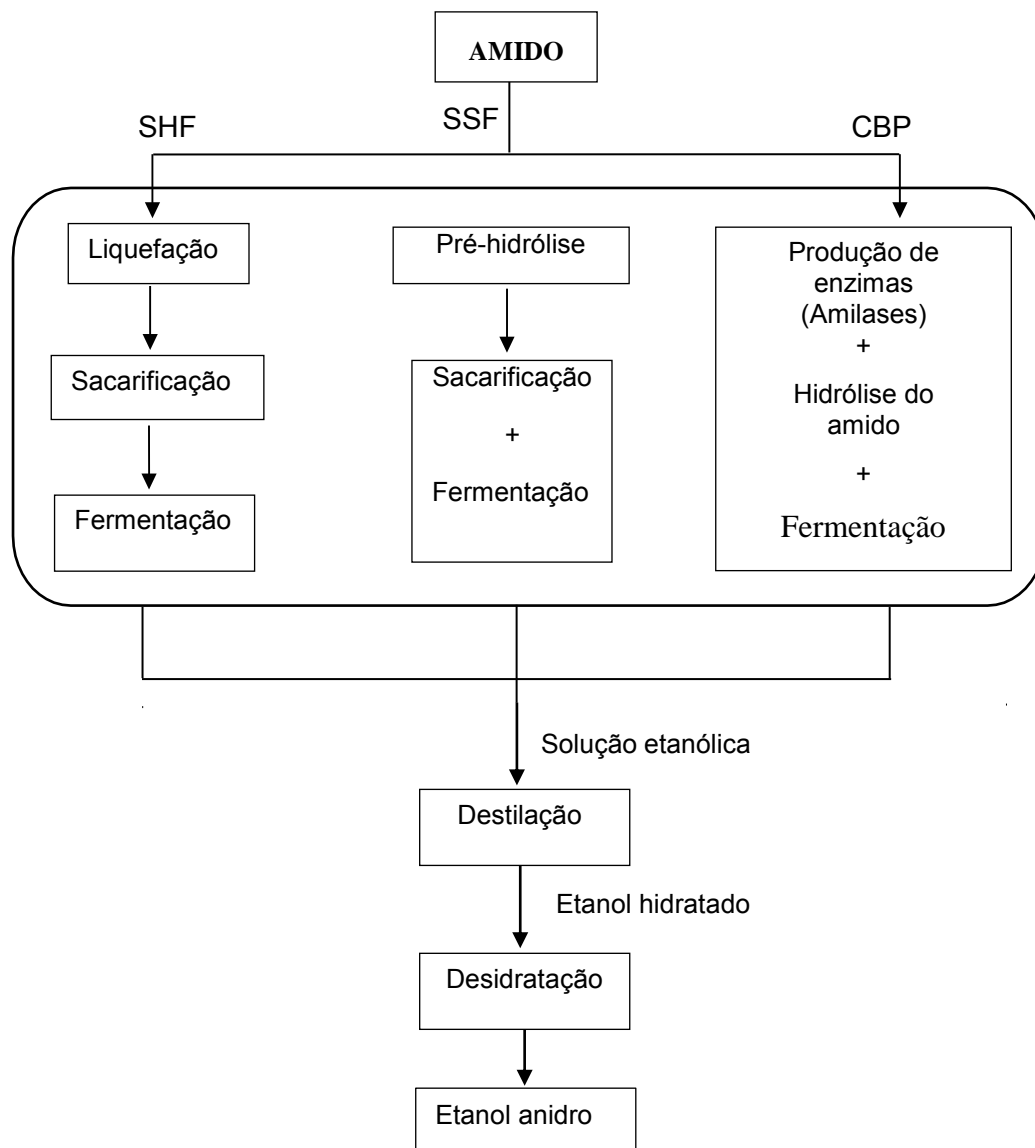 AMIDO
SHF
SSF
CBP
Liquefação
Sacarificação
Fermentação
Pré-hidrólise
Sacarificação
+
Fermentação
Produção de
enzimas
(Amilases)
+
Hidrólise do
amido
+
Fermentação
Solução etanólica
Destilação
Etanol hidratado
Desidratação
Etanol anidro